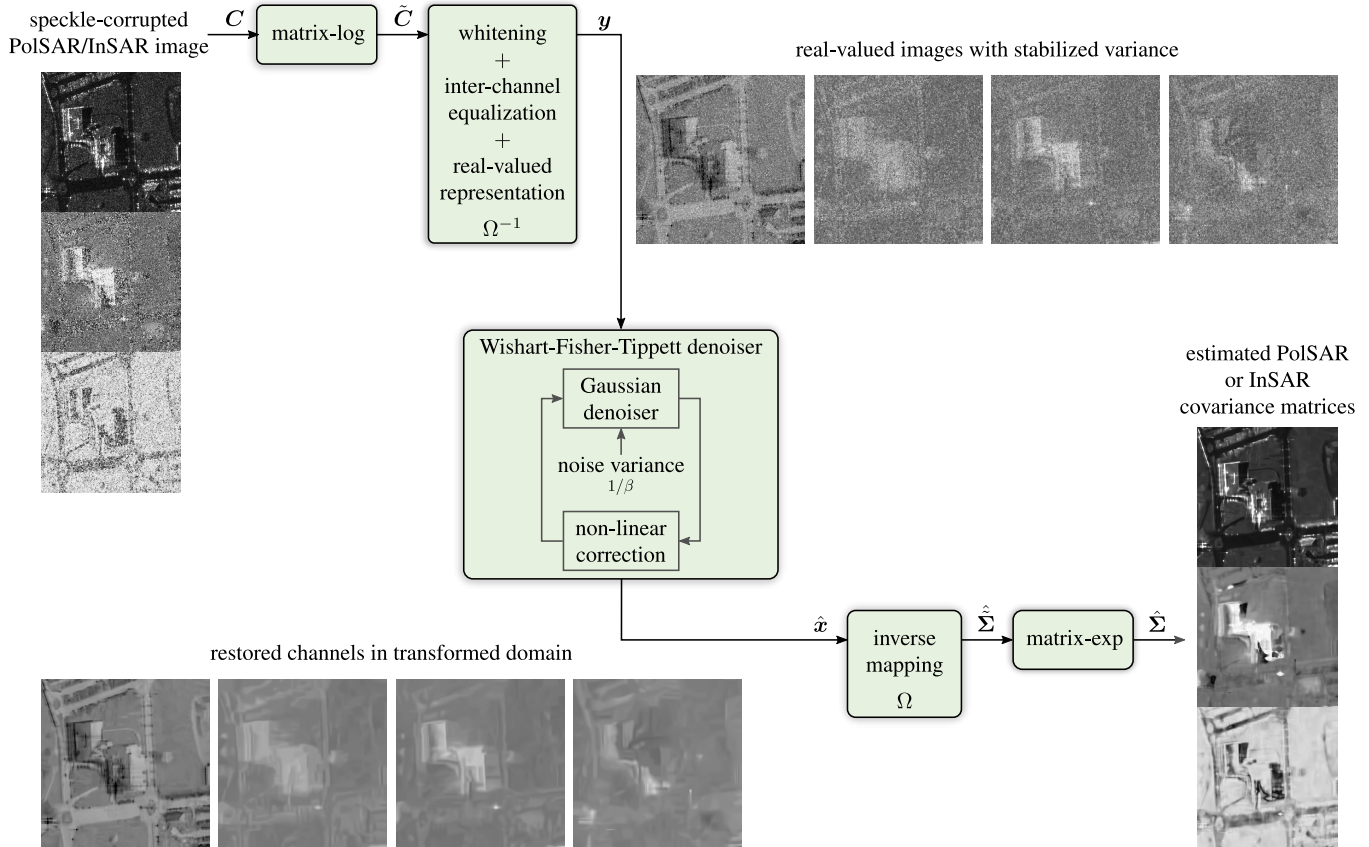 speckle-corrupted
PolSAR/InSAR image
C
matrix-log
C̃
whitening
+
inter-channel
equalization
+
real-valued
representation
Ω⁻¹
y
real-valued images with stabilized variance
Wishart-Fisher-Tippett denoiser
Gaussian
denoiser
noise variance
1/β
non-linear
correction
estimated PolSAR
or InSAR
covariance matrices
x̂
inverse
mapping
Ω
Σ̃̂
matrix-exp
Σ̂
restored channels in transformed domain